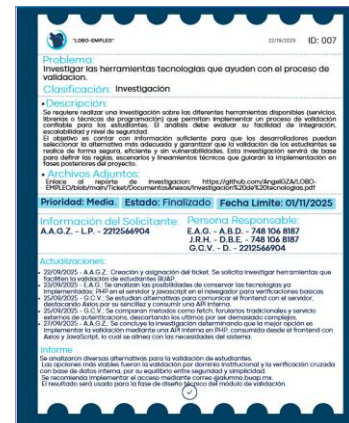 "LOBO-EMPLEO"
22/19/2025
ID: 007
Problema:
Investigar las herramientas tecnologías que ayuden con el proceso de
validacion.
Clasificación: Investigación
• Descripción:
Se requiere realizar una investigación sobre las diferentes herramientas disponibles (servicios,
librerías o técnicas de programación) que permitan implementar un proceso de validación
confiable para los estudiantes. El análisis debe evaluar su facilidad de integración,
escalabilidad y nivel de seguridad.
El objetivo es contar con información suficiente para que los desarrolladores puedan
seleccionar la alternativa más adecuada y garantizar que la validación de los estudiantes se
realice de forma segura, eficiente y sin vulnerabilidades. Esta investigación servirá de base
para definir las reglas, escenarios y lineamientos técnicos que guiarán la implementación en
fases posteriores del proyecto.
• Archivos Adjuntos:
Enlace al reporte de investigacion: https://github.com/AngelGZA/LOBO-
EMPLEO/blob/main/Ticket/DocumentosAnexos/Investigación%20de%20tecnologias.pdf
Prioridad: Media. Estado: Finalizado Fecha Limite: 01/11/2025
Información del Solicitante:
A.A.G.Z. - L.P. - 2212566904
Persona Responsable:
E.A.G. - A.B.D. - 748 106 8187
J.R.H. - D.B.E. - 748 106 8187
G.C.V. - D. - 2212566904
Actualizaciones:
• 22/09/2025 - A.A.G.Z.: Creación y asignación del ticket. Se solicita investigar herramientas que
faciliten la validación de estudiantes BUAP.
• 23/09/2025 - E.A.G.: Se analizan las posibilidades de conservar las tecnologías ya
implementadas: PHP en el servidor y Javascript en el navegador para verificaciones basicas
• 25/09/2025 - G.C.V.: Se estudian alternativas para comunicar el frontend con el servidor,
destacando Axios por su sencillez y consumir una API interna.
• 25/09/2025 - G.C.V.: Se comparan metodos como fetch, forularios tradicionales y servicio
externos de autenticacions, descartando los ultimos por ser demasiado complejos.
• 27/09/2025 - A.A.G.Z.: Se concluye la investigación determinando que la mejor opción es
implementar la validación mediante una API interna en PHP, consumida desde el frontend con
Axios y JavaScript, lo cual se alinea con las necesidades del sistema.
Informe
Se analizaron diversas alternativas para la validación de estudiantes.
Las opciones más viables fueron la validación por dominio institucional y la verificación cruzada
con base de datos interna, por su equilibrio entre seguridad y simplicidad.
Se recomienda implementar el acceso mediante correo @alumno.buap.mx.
El resultado será usado para la fase de diseño técnico del módulo de validación.